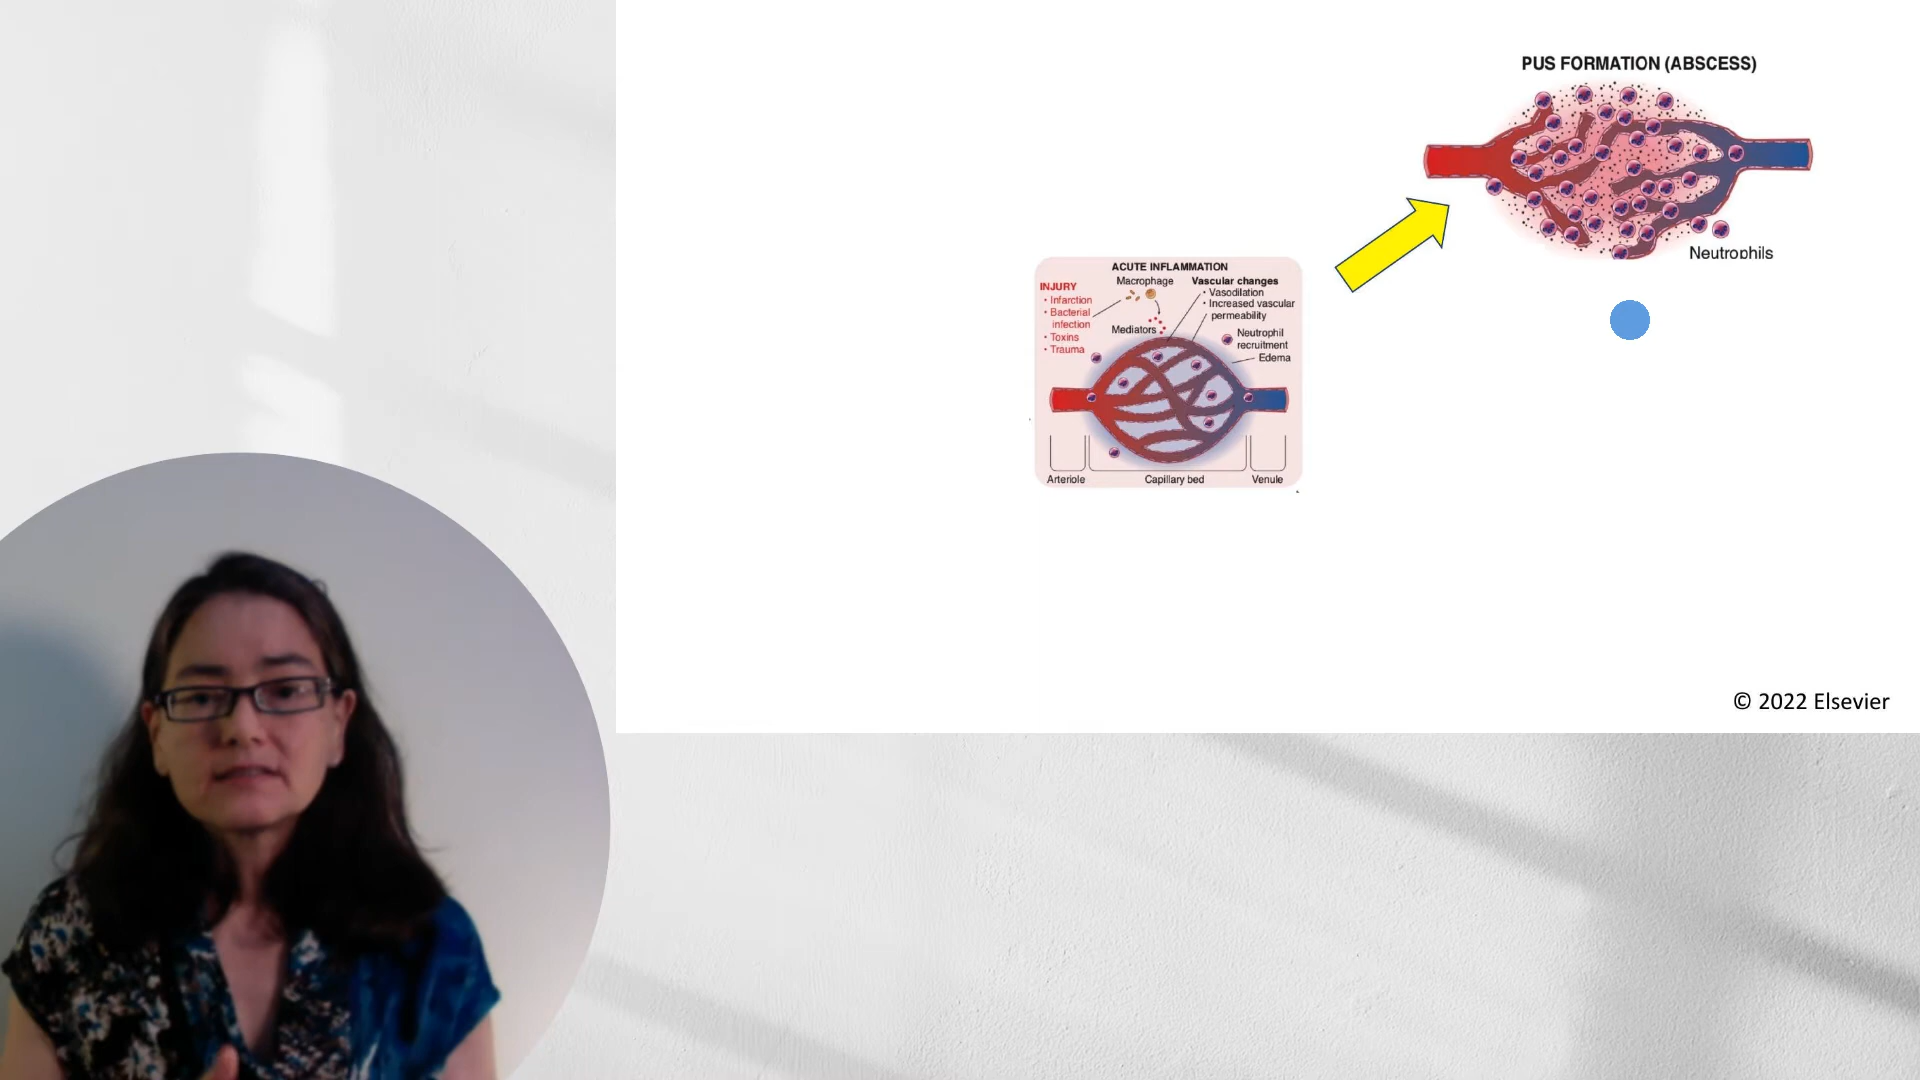 PUS FORMATION (ABSCESS)
Neutrophils
ACUTE INFLAMMATION
INJURY
• Infarction
• Bacterial
infection
• Toxins
• Trauma
Macrophage
Mediators
Vascular changes
• Vasodilation
• Increased vascular
permeability
Neutrophil
recruitment
Edema
Arteriole
Capillary bed
Venule
© 2022 Elsevier